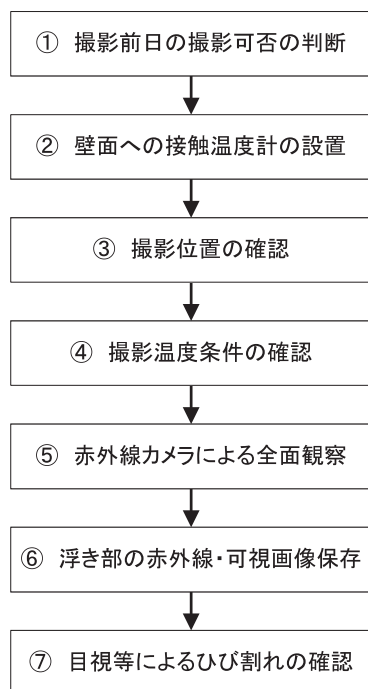 ① 撮影前日の撮影可否の判断
② 壁面への接触温度計の設置
③ 撮影位置の確認
④ 撮影温度条件の確認
⑤ 赤外線カメラによる全面観察
⑥ 浮き部の赤外線・可視画像保存
⑦ 目視等によるひび割れの確認